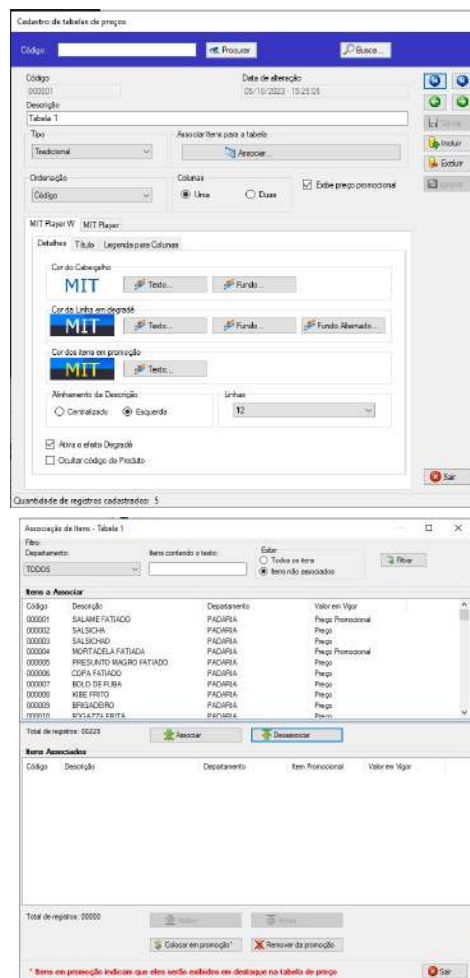 Cadastro de tabelas de preços
Código Procurar Busca...
Código Data de alteração
000001 15:25:05
Descrição
Tabela 1
Tipo Associar itens para a tabela
Tradicional Associar...
Incluir
Excluir
Ordenação Colunas
Código Uma Duas Exibe preço promocional
MIT Player W MIT Player
Detalhes Título Legenda para Colunas
Cor do Cabeçalho
MIT Texto... Fundo...
Cor da Linha em degradê
MIT Texto... Fundo... Fundo Alternado...
Cor dos itens em promoção
MIT Texto...
Alinhamento da Descrição Linhas
Centralizado Esquerda 12
Ativa o efeito Degradê
Ocultar código do Produto
Sair
Quantidade de registros cadastrados: 5
Associação de Itens - Tabela 1
Filtro:
Departamento: Itens contendo o texto: Exibir
TODOS Todos os itens
Itens não associados Filtrar
Itens a Associar
Código Descrição Departamento Valor em Vigor
000001 SALAME FATIADO PADARIA Preço Promocional
000002 SALSICHA PADARIA Preço
000003 SALSICHAO PADARIA Preço
000004 MORTADELA FATIADA PADARIA Preço Promocional
000005 PRESUNTO MAGRO FATIADO PADARIA Preço
000006 COPA FATIADO PADARIA Preço
000007 BOLO DE FUBA PADARIA Preço
000008 KIBE FRITO PADARIA Preço
000009 BRIGADEIRO PADARIA Preço
000010 FOGAZZA FRITA PADARIA Preço
Total de registros: 00228 Associar Desassociar
Itens Associados
Código Descrição Departamento Item Promocional Valor em Vigor
Total de registros: 00000
Colocar em promoção* Remover da promoção
* Itens em promoção indicam que eles serão exibidos em destaque na tabela de preço
Sair